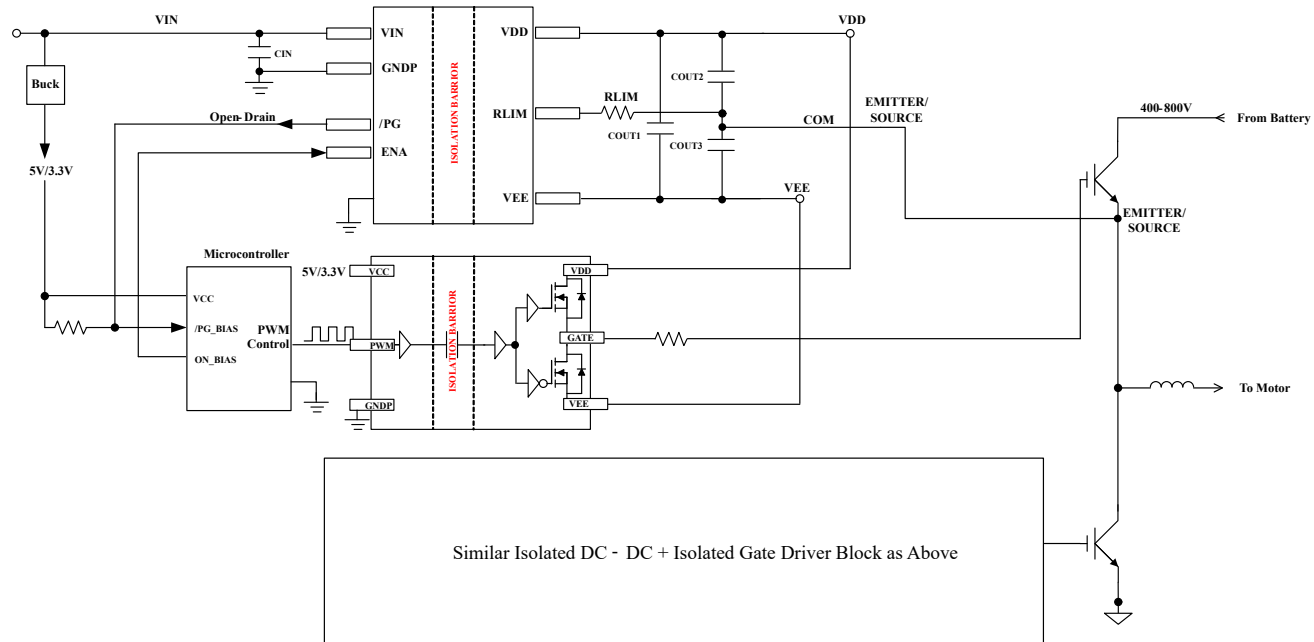 VIN
VDD
VIN
CIN
VDD
GNDP
Buck
COUT2
RLIM
EMITTER/
SOURCE
400-800V
From Battery
Open- Drain
/PG
RLIM
COM
COUT1
COUT3
ENA
ISOLATION BARRIER
5V/3.3V
VEE
VEE
EMITTER/
SOURCE
Microcontroller
5V/3.3V
VCC
VDD
VCC
/PG_BIAS
PWM
Control
ON_BIAS
PWM
ISOLATION BARRIER
GATE
GNDP
VEE
To Motor
Similar Isolated DC - DC + Isolated Gate Driver Block as Above